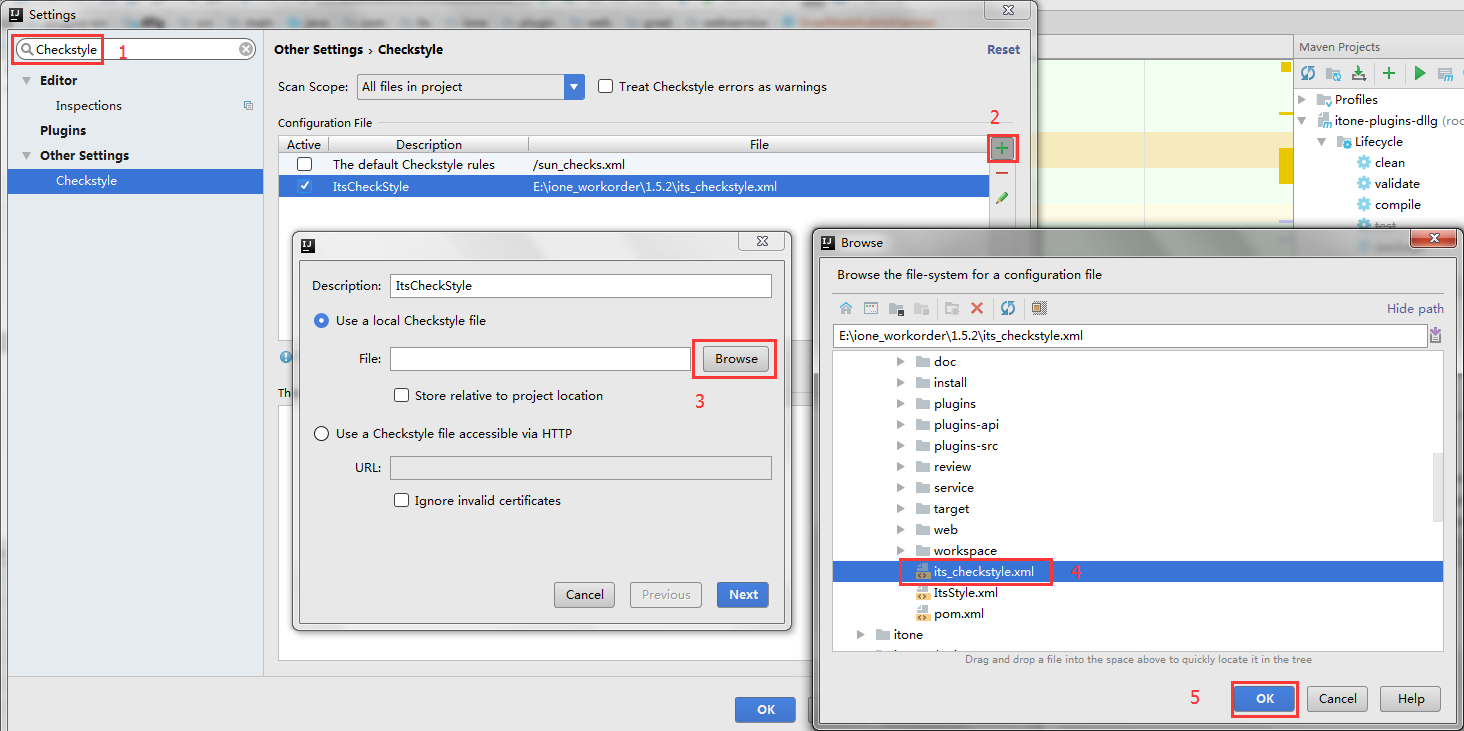 Settings
Checkstyle
1
Editor
Inspections
Plugins
Other Settings
Checkstyle
Other Settings › Checkstyle
Reset
Scan Scope:
All files in project
Treat Checkstyle errors as warnings
Configuration File
2
Active
Description
File
The default Checkstyle rules
/sun_checks.xml
ItsCheckStyle
E:\ione_workorder\1.5.2\its_checkstyle.xml
Description:
ItsCheckStyle
Use a local Checkstyle file
File:
Browse
3
Store relative to project location
Use a Checkstyle file accessible via HTTP
URL:
Ignore invalid certificates
Cancel
Previous
Next
OK
Maven Projects
Profiles
itone-plugins-dllg (roo
Lifecycle
clean
validate
compile
test
Browse
Browse the file-system for a configuration file
Hide path
E:\ione_workorder\1.5.2\its_checkstyle.xml
doc
install
plugins
plugins-api
plugins-src
review
service
target
web
workspace
its_checkstyle.xml
4
ItsStyle.xml
pom.xml
itone
Drag and drop a file into the space above to quickly locate it in the tree
5
OK
Cancel
Help